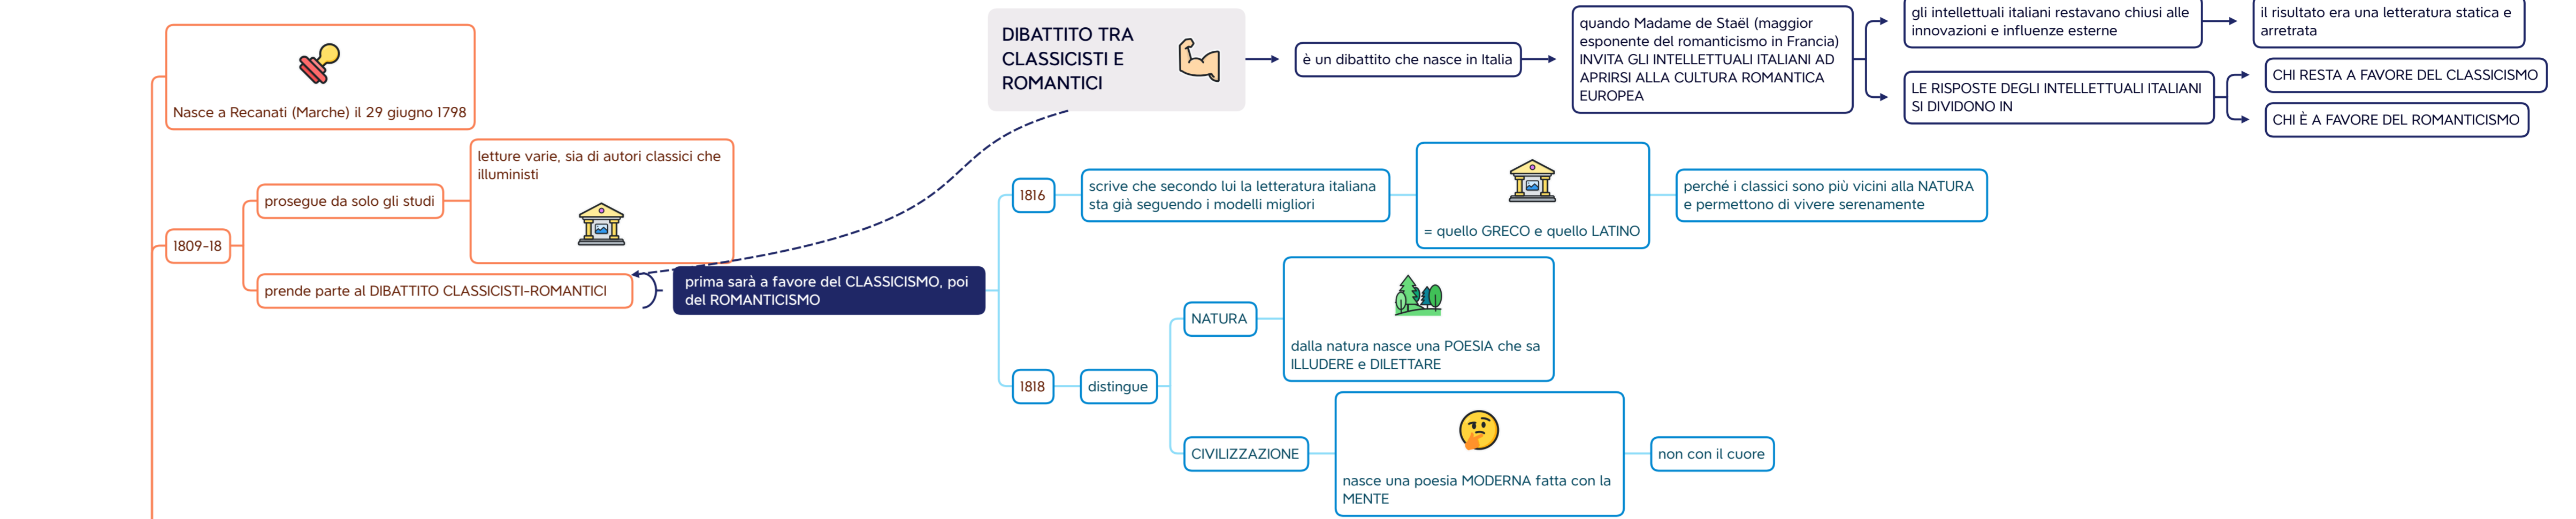 DIBATTITO TRA
CLASSICISTI E
ROMANTICI
è un dibattito che nasce in Italia
quando Madame de Staël (maggior
esponente del romanticismo in Francia)
INVITA GLI INTELLETTUALI ITALIANI AD
APRIRSI ALLA CULTURA ROMANTICA
EUROPEA
gli intellettuali italiani restavano chiusi alle
innovazioni e influenze esterne
il risultato era una letteratura statica e
arretrata
LE RISPOSTE DEGLI INTELLETTUALI ITALIANI
SI DIVIDONO IN
CHI RESTA A FAVORE DEL CLASSICISMO
CHI È A FAVORE DEL ROMANTICISMO
Nasce a Recanati (Marche) il 29 giugno 1798
1809-18
prosegue da solo gli studi
letture varie, sia di autori classici che
illuministi
prende parte al DIBATTITO CLASSICISTI-ROMANTICI
prima sarà a favore del CLASSICISMO, poi
del ROMANTICISMO
1816
scrive che secondo lui la letteratura italiana
sta già seguendo i modelli migliori
= quello GRECO e quello LATINO
perché i classici sono più vicini alla NATURA
e permettono di vivere serenamente
1818
distingue
NATURA
dalla natura nasce una POESIA che sa
ILLUDERE e DILETTARE
CIVILIZZAZIONE
nasce una poesia MODERNA fatta con la
MENTE
non con il cuore